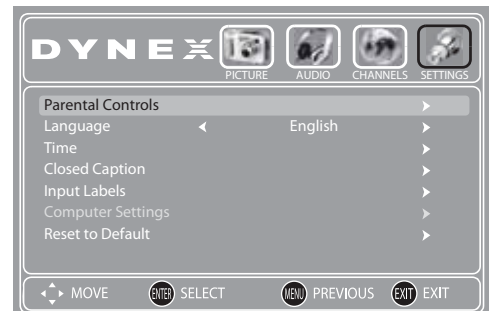 DYNEX
PICTURE AUDIO CHANNELS SETTINGS
Parental Controls
Language English
Time
Closed Caption
Input Labels
Computer Settings
Reset to Default
MOVE ENTER SELECT MENU PREVIOUS EXIT EXIT